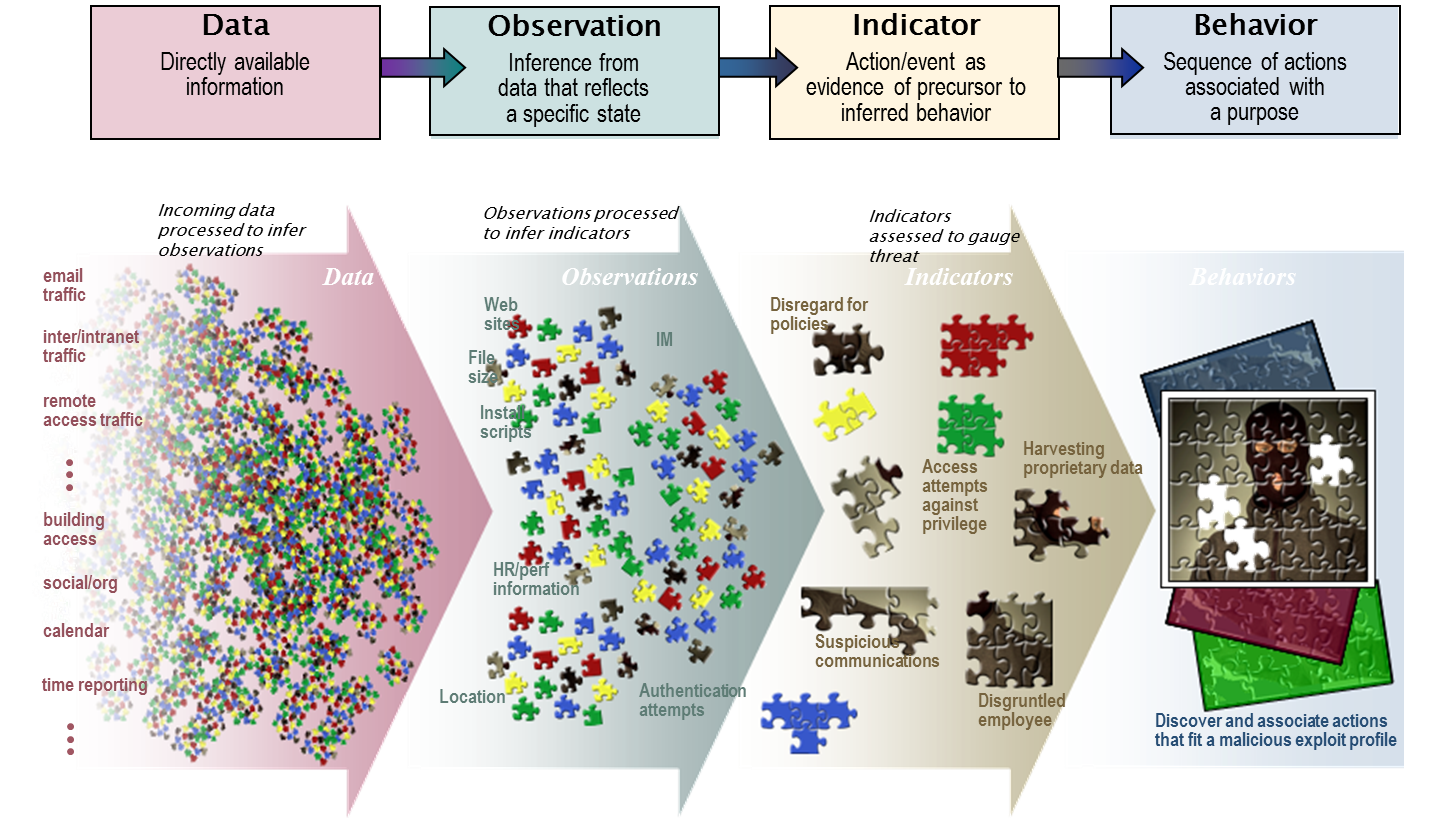 Data
Directly available
information
Observation
Inference from
data that reflects
a specific state
Indicator
Action/event as
evidence of precursor to
inferred behavior
Behavior
Sequence of actions
associated with
a purpose
Incoming data
processed to infer
observations
Observations processed
to infer indicators
Indicators
assessed to gauge
threat
Data
Observations
Indicators
Behaviors
email
traffic
inter/intranet
traffic
remote
access traffic
building
access
social/org
calendar
time reporting
Web
sites
IM
File
size
Install
scripts
HR/perf
information
Location
Authentication
attempts
Disregard for
policies
Access
attempts
against
privilege
Harvesting
proprietary data
Suspicious
communications
Disgruntled
employee
Discover and associate actions
that fit a malicious exploit profile